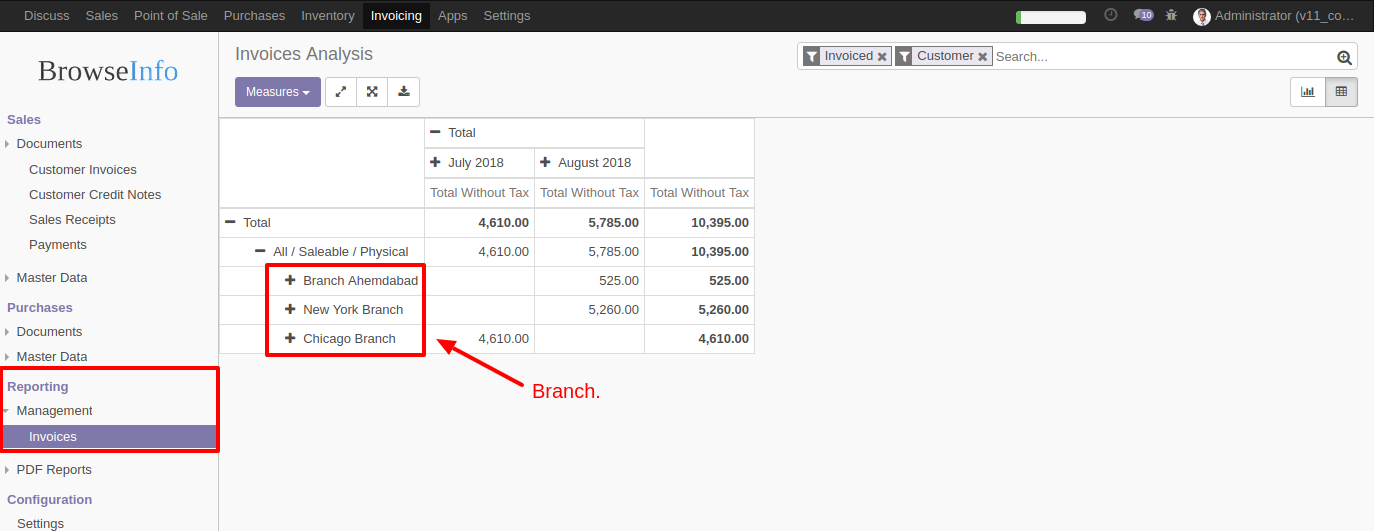 Discuss Sales Point of Sale Purchases Inventory Invoicing Apps Settings 10 Administrator (v11_co…
BrowseInfo
Sales
Documents
Customer Invoices
Customer Credit Notes
Sales Receipts
Payments
Master Data
Purchases
Documents
Master Data
Reporting
Management
Invoices
PDF Reports
Configuration
Settings
Invoices Analysis
Invoiced Customer Search...
Measures
Total
July 2018 August 2018
Total Without Tax Total Without Tax Total Without Tax
Total 4,610.00 5,785.00 10,395.00
All / Saleable / Physical 4,610.00 5,785.00 10,395.00
Branch Ahemdabad 525.00 525.00
New York Branch 5,260.00 5,260.00
Chicago Branch 4,610.00 4,610.00
Branch.